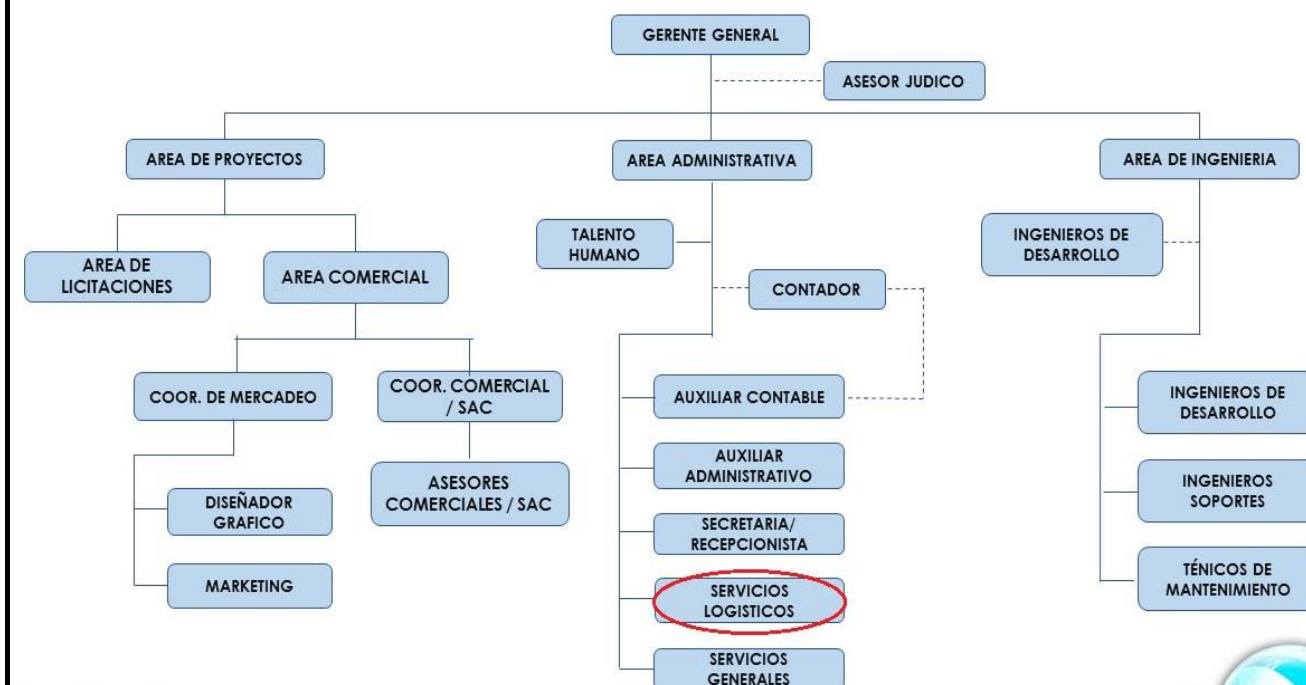 GERENTE GENERAL
ASESOR JUDICO
AREA DE PROYECTOS
AREA ADMINISTRATIVA
AREA DE INGENIERIA
AREA DE
LICITACIONES
AREA COMERCIAL
COOR. DE MERCADEO
COOR. COMERCIAL
/ SAC
DISEÑADOR
GRAFICO
MARKETING
ASESORES
COMERCIALES / SAC
TALENTO
HUMANO
CONTADOR
AUXILIAR CONTABLE
AUXILIAR
ADMINISTRATIVO
SECRETARIA/
RECEPCIONISTA
SERVICIOS
LOGISTICOS
SERVICIOS
GENERALES
INGENIEROS DE
DESARROLLO
INGENIEROS DE
DESARROLLO
INGENIEROS
SOPORTES
TÉNICOS DE
MANTENIMIENTO